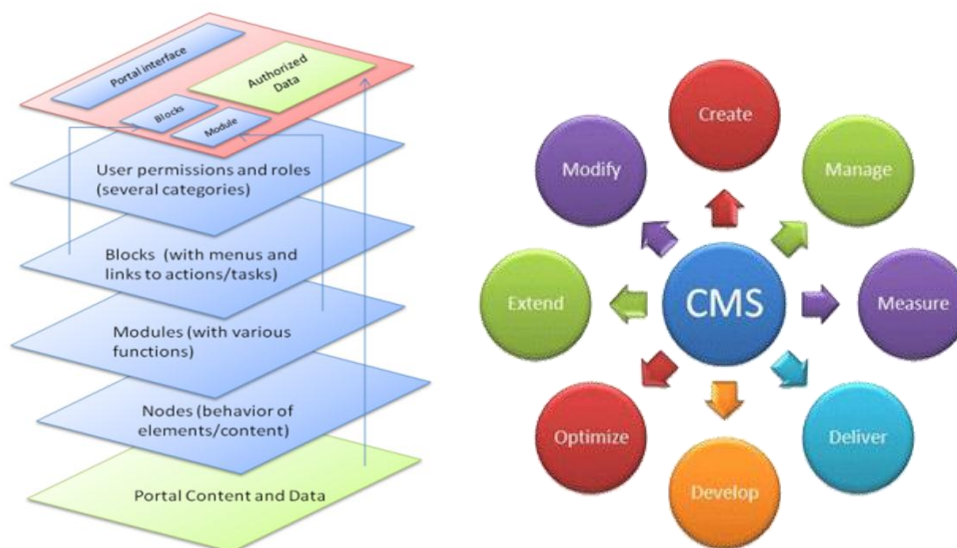 Portal interface
Authorized
Data
Blocks
Module
User permissions and roles
(several categories)
Blocks (with menus and
links to actions/tasks)
Modules (with various
functions)
Nodes (behavior of
elements/content)
Portal Content and Data
Create
Modify
Manage
Extend
CMS
Measure
Optimize
Deliver
Develop